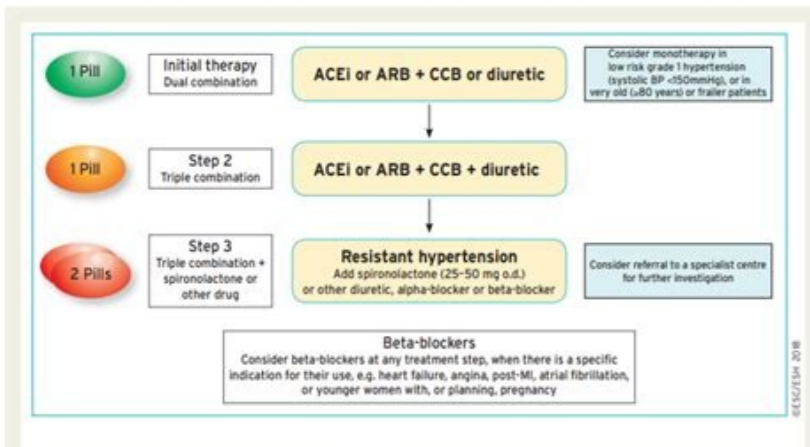 1 Pill
Initial therapy
Dual combination
ACEi or ARB + CCB or diuretic
Consider monotherapy in
low risk grade 1 hypertension
(systolic BP <150mmHg), or in
very old (≥80 years) or frailer patients
1 Pill
Step 2
Triple combination
ACEi or ARB + CCB + diuretic
2 Pills
Step 3
Triple combination +
spironolactone or
other drug
Resistant hypertension
Add spironolactone (25–50 mg o.d.)
or other diuretic, alpha-blocker or beta-blocker
Consider referral to a specialist centre
for further investigation
Beta-blockers
Consider beta-blockers at any treatment step, when there is a specific
indication for their use, e.g. heart failure, angina, post-MI, atrial fibrillation,
or younger women with, or planning, pregnancy
©ESC/ESH 2018